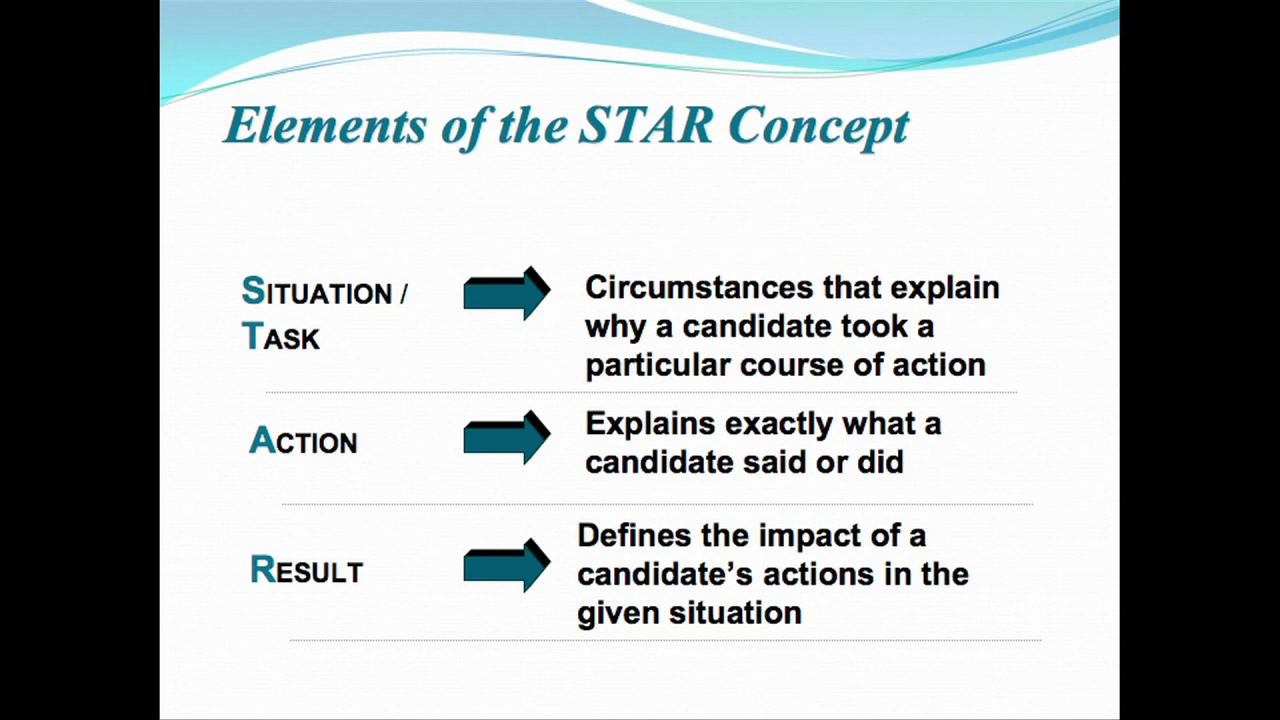 Elements of the STAR Concept
SITUATION /
TASK
Circumstances that explain
why a candidate took a
particular course of action
ACTION
Explains exactly what a
candidate said or did
RESULT
Defines the impact of a
candidate’s actions in the
given situation